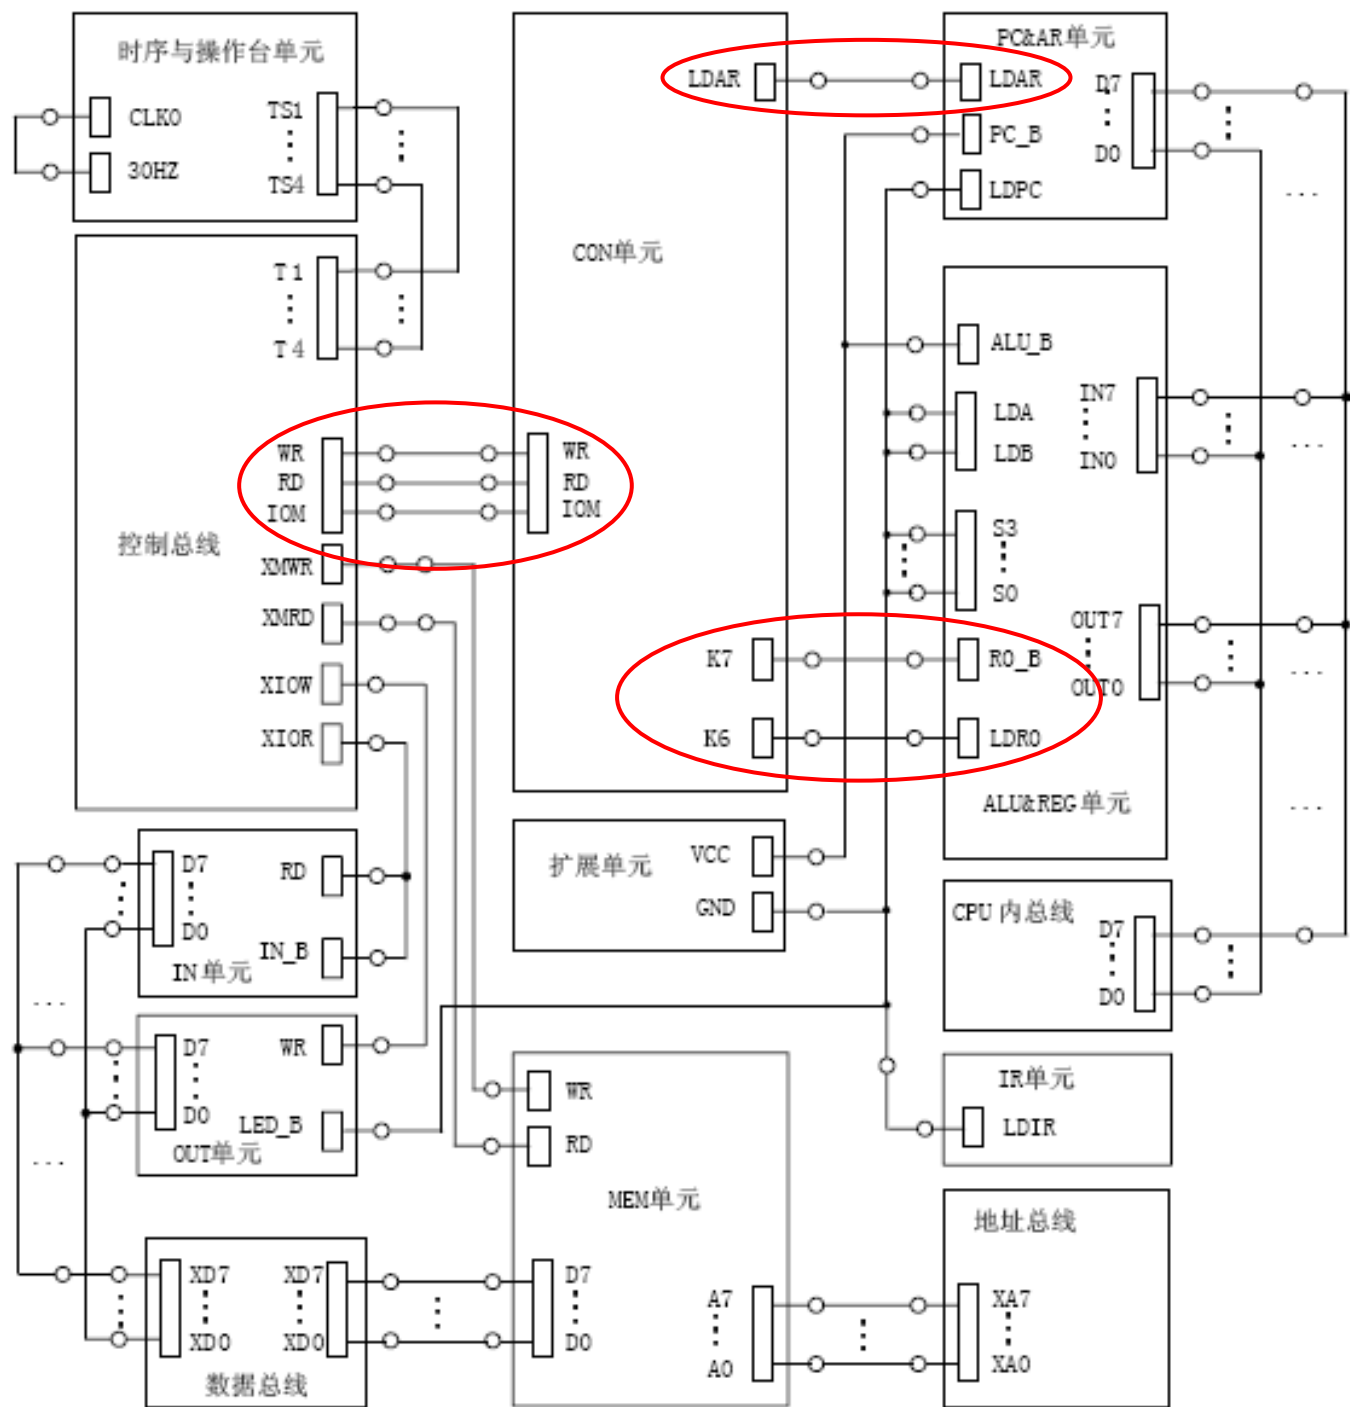 时序与操作台单元
CLK0
30HZ
TS1
TS4
控制总线
T1
T4
WR
RD
IOM
XMWR
XMRD
XIOW
XIOR
CON单元
LDAR
WR
RD
IOM
K7
K6
PC&AR单元
LDAR
PC_B
LDPC
D7
D0
ALU_B
LDA
LDB
S3
S0
R0_B
LDR0
IN7
IN0
OUT7
OUT0
ALU&REG单元
扩展单元
VCC
GND
CPU内总线
D7
D0
D7
D0
RD
IN_B
IN单元
D7
D0
WR
LED_B
OUT单元
IR单元
LDIR
WR
RD
MEM单元
D7
D0
A7
A0
地址总线
XA7
XA0
XD7
XD0
XD7
XD0
数据总线